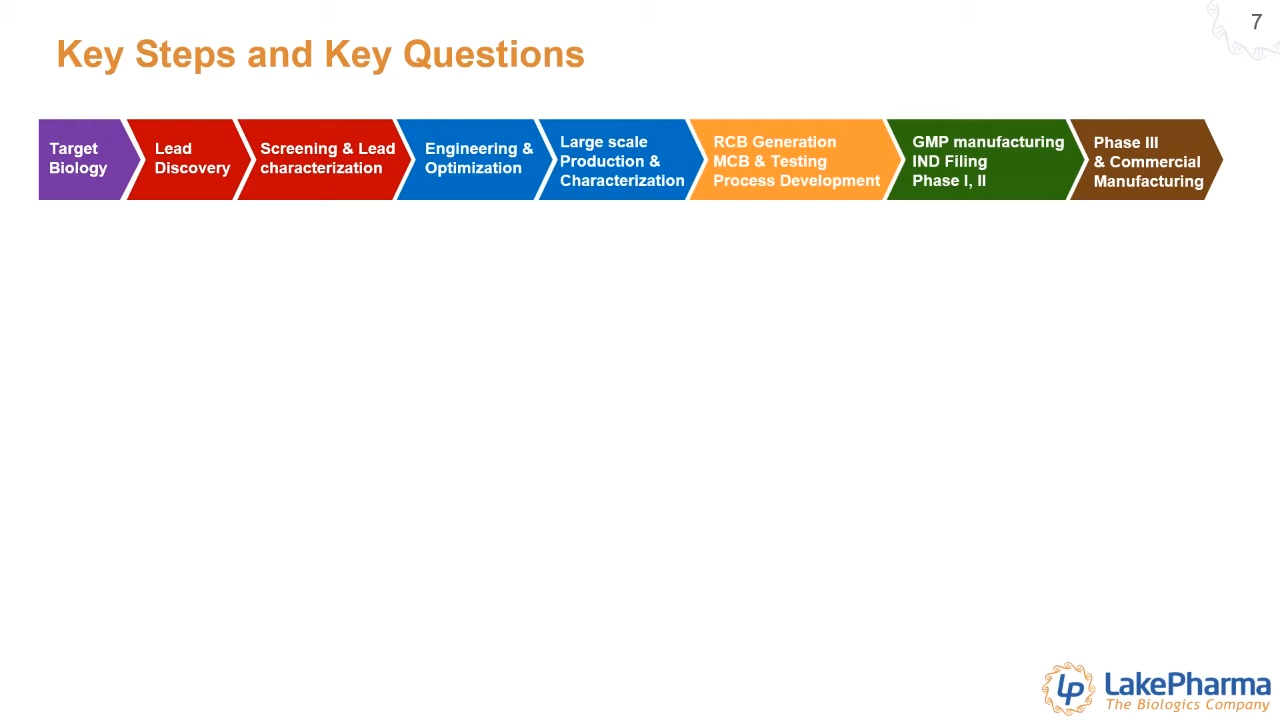 7
Key Steps and Key Questions
Target
Biology
Lead
Discovery
Screening & Lead
characterization
Engineering &
Optimization
Large scale
Production &
Characterization
RCB Generation
MCB & Testing
Process Development
GMP manufacturing
IND Filing
Phase I, II
Phase III
& Commercial
Manufacturing
LP
LakePharma
The Biologics Company